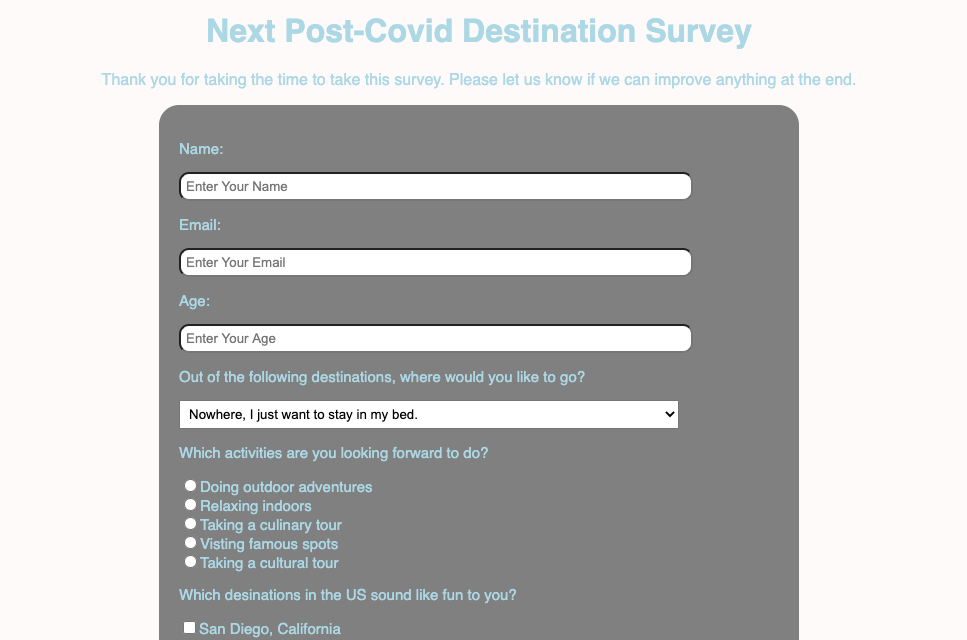 Next Post-Covid Destination Survey
Thank you for taking the time to take this survey. Please let us know if we can improve anything at the end.
Name:
Enter Your Name
Email:
Enter Your Email
Age:
Enter Your Age
Out of the following destinations, where would you like to go?
Nowhere, I just want to stay in my bed.
Which activities are you looking forward to do?
Doing outdoor adventures
Relaxing indoors
Taking a culinary tour
Visting famous spots
Taking a cultural tour
Which desinations in the US sound like fun to you?
San Diego, California